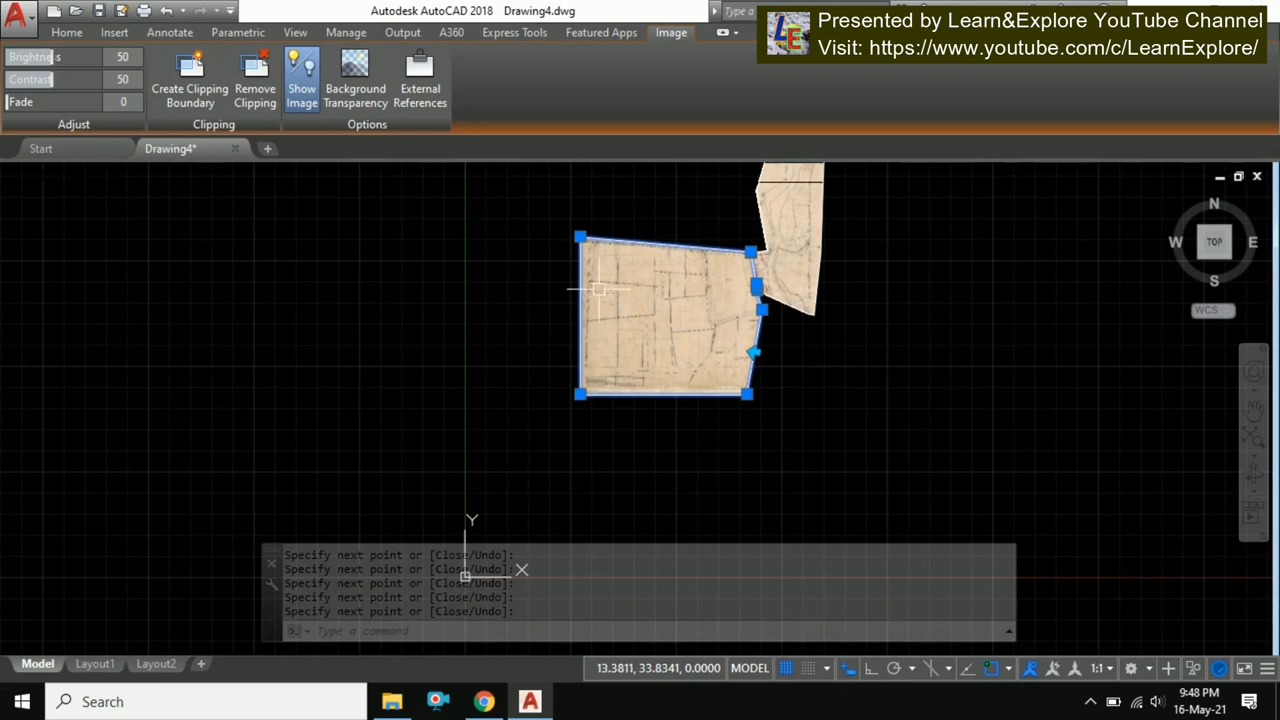 Autodesk AutoCAD 2018 Drawing4.dwg
Presented by Learn&Explore YouTube Channel
Visit: https://www.youtube.com/c/LearnExplore/
Home Insert Annotate Parametric View Manage Output A360 Express Tools Featured Apps Image
Brightness 50
Contrast 50
Fade 0
Create Clipping
Boundary
Remove
Clipping
Show
Image
Background
Transparency
External
References
Adjust Clipping Options
Start Drawing4*
N
W TOP E
S
WCS
Y
X
Specify next point or [Close/Undo]:
Specify next point or [Close/Undo]:
Specify next point or [Close/Undo]:
Specify next point or [Close/Undo]:
Specify next point or [Close/Undo]:
Type a command
Model Layout1 Layout2
13.3811, 33.8341, 0.0000 MODEL 1:1
Search
9:48 PM
16-May-21